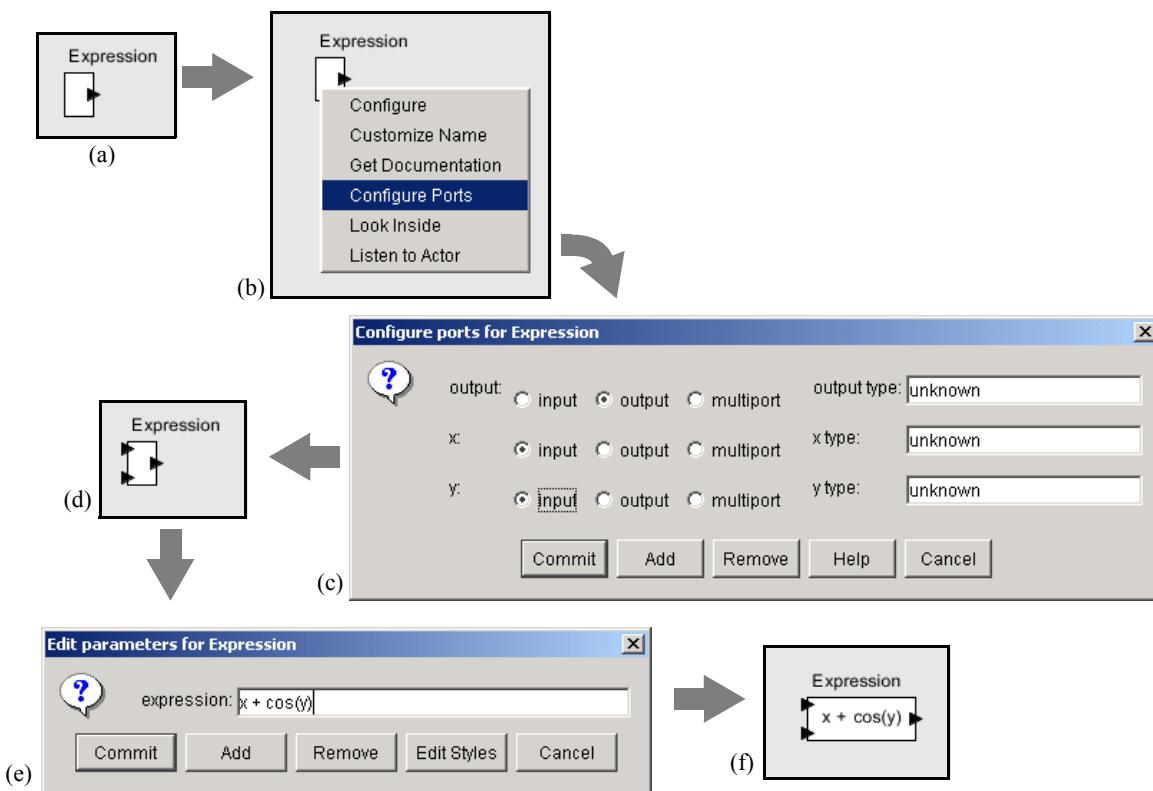 Expression
(a)
Expression
Configure
Customize Name
Get Documentation
Configure Ports
Look Inside
Listen to Actor
(b)
Configure ports for Expression
output: input output multiport output type: unknown
x: input output multiport x type: unknown
y: input output multiport y type: unknown
Commit Add Remove Help Cancel
(c)
Expression
(d)
Edit parameters for Expression
expression: x + cos(y)
Commit Add Remove Edit Styles Cancel
(e)
Expression
x + cos(y)
(f)